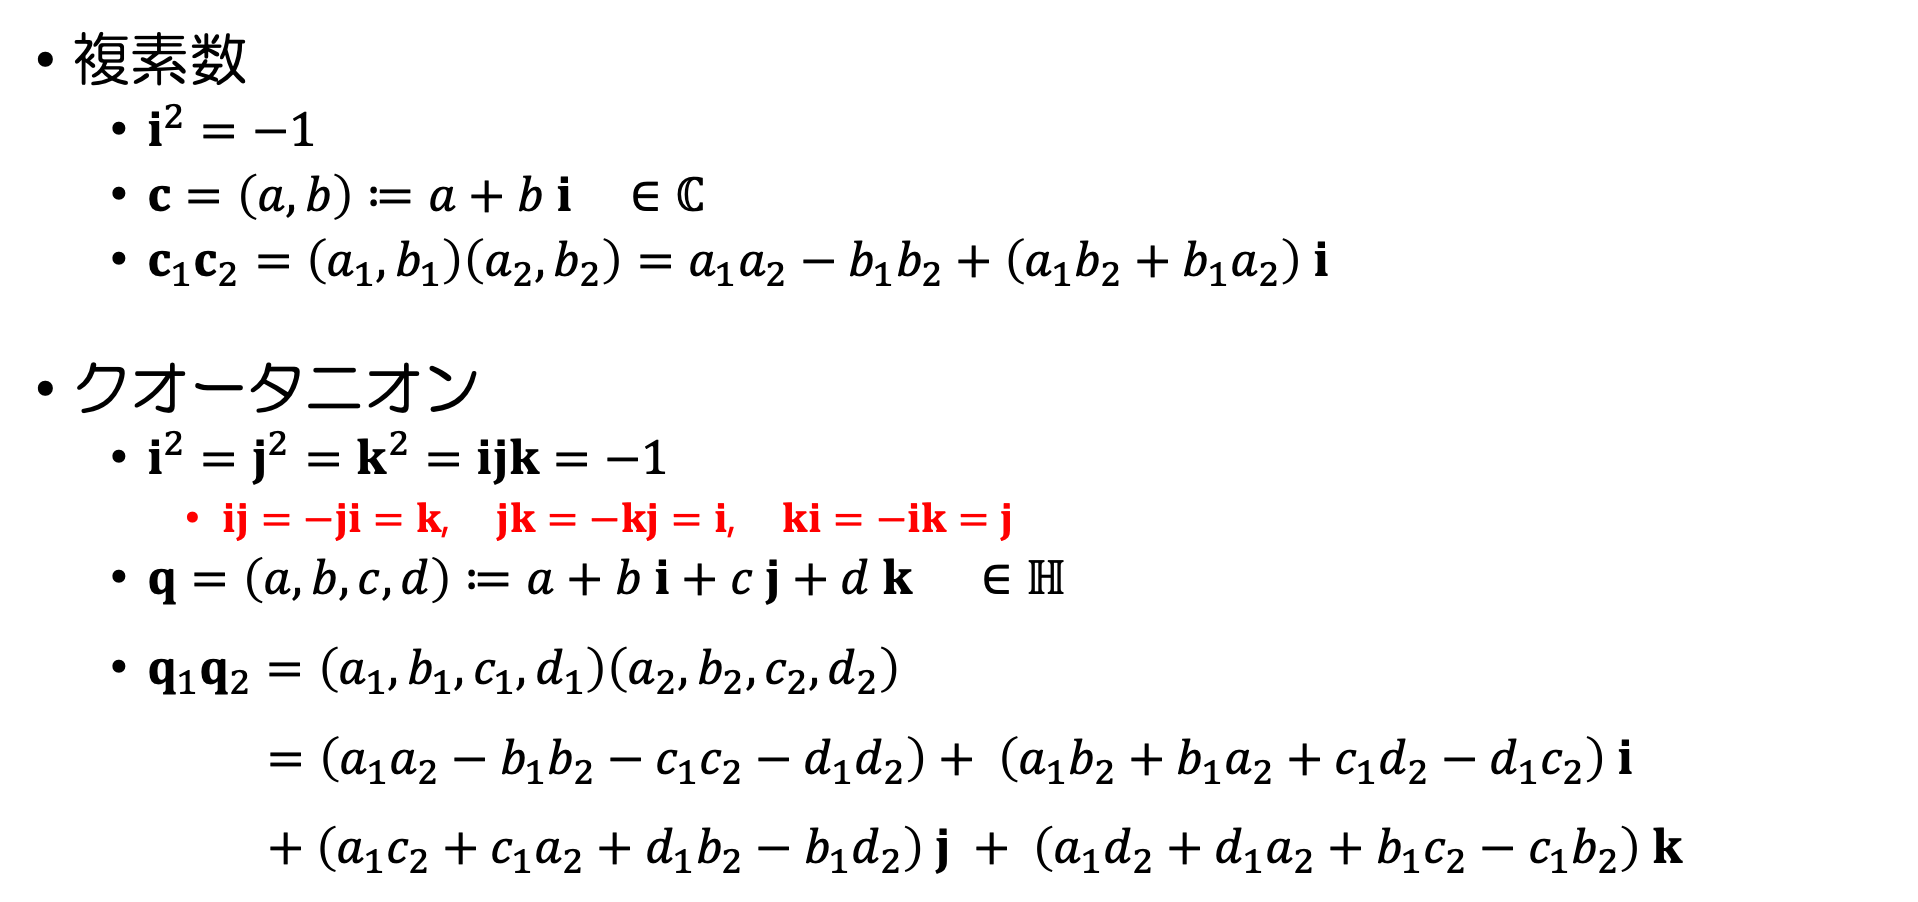 • 複素数
• 𝐢² = −1
• 𝐜 = (𝑎, 𝑏) ≔ 𝑎 + 𝑏 𝐢 ∈ ℂ
• 𝐜₁𝐜₂ = (𝑎₁, 𝑏₁)(𝑎₂, 𝑏₂) = 𝑎₁𝑎₂ − 𝑏₁𝑏₂ + (𝑎₁𝑏₂ + 𝑏₁𝑎₂) 𝐢
• クオータニオン
• 𝐢² = 𝐣² = 𝐤² = 𝐢𝐣𝐤 = −1
• 𝐢𝐣 = −𝐣𝐢 = 𝐤, 𝐣𝐤 = −𝐤𝐣 = 𝐢, 𝐤𝐢 = −𝐢𝐤 = 𝐣
• 𝐪 = (𝑎, 𝑏, 𝑐, 𝑑) ≔ 𝑎 + 𝑏 𝐢 + 𝑐 𝐣 + 𝑑 𝐤 ∈ ℍ
• 𝐪₁𝐪₂ = (𝑎₁, 𝑏₁, 𝑐₁, 𝑑₁)(𝑎₂, 𝑏₂, 𝑐₂, 𝑑₂)
= (𝑎₁𝑎₂ − 𝑏₁𝑏₂ − 𝑐₁𝑐₂ − 𝑑₁𝑑₂) + (𝑎₁𝑏₂ + 𝑏₁𝑎₂ + 𝑐₁𝑑₂ − 𝑑₁𝑐₂) 𝐢
+ (𝑎₁𝑐₂ + 𝑐₁𝑎₂ + 𝑑₁𝑏₂ − 𝑏₁𝑑₂) 𝐣 + (𝑎₁𝑑₂ + 𝑑₁𝑎₂ + 𝑏₁𝑐₂ − 𝑐₁𝑏₂) 𝐤